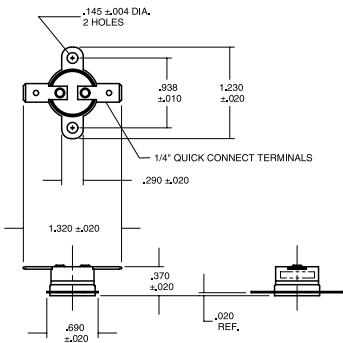 .145 ±.004 DIA.
2 HOLES
.938
±.010
1.230
±.020
1/4" QUICK CONNECT TERMINALS
.290 ±.020
1.320 ±.020
.370
±.020
.020
REF.
.690
±.020